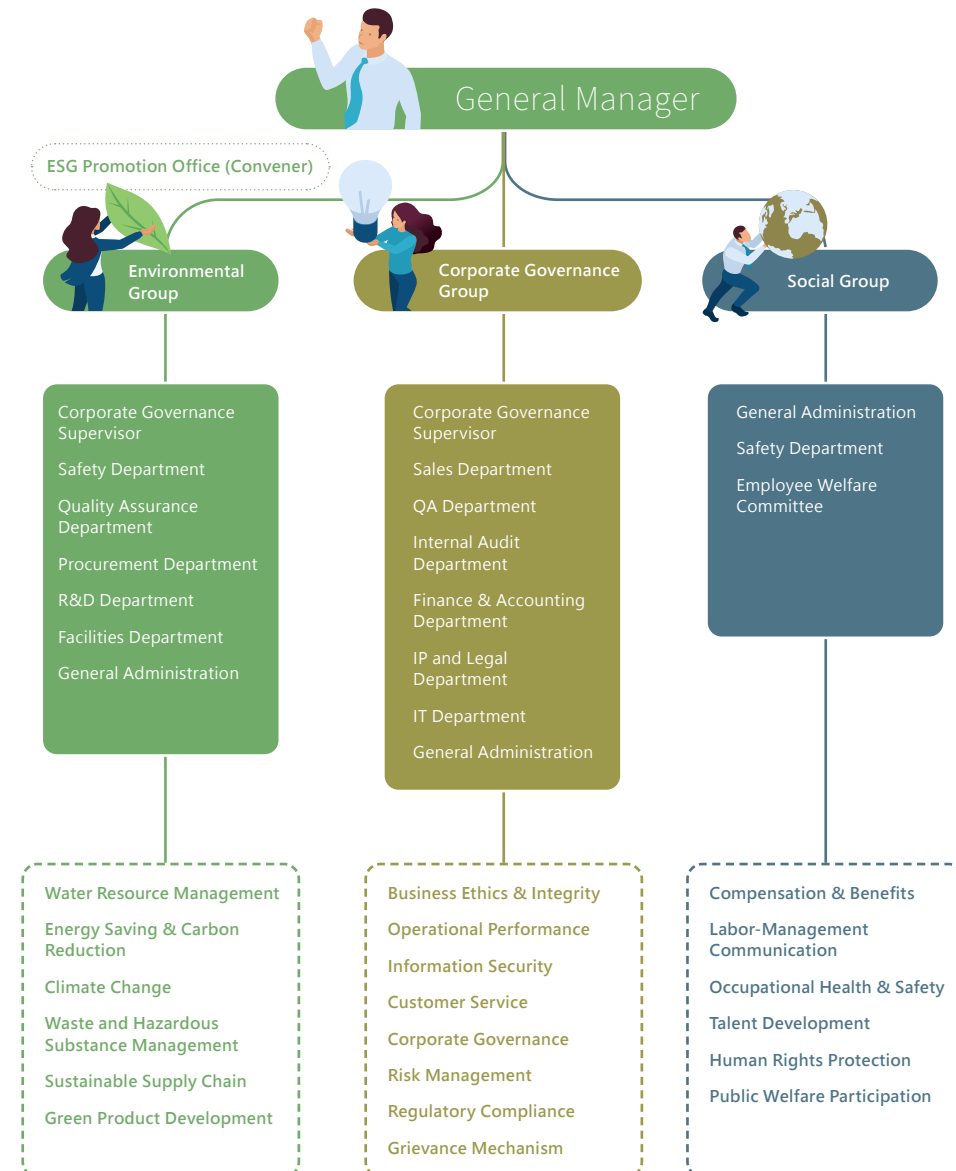 General Manager
ESG Promotion Office (Convener)
Environmental
Group
Corporate Governance
Group
Social Group
Corporate Governance
Supervisor
Safety Department
Quality Assurance
Department
Procurement Department
R&D Department
Facilities Department
General Administration
Corporate Governance
Supervisor
Sales Department
QA Department
Internal Audit
Department
Finance & Accounting
Department
IP and Legal
Department
IT Department
General Administration
General Administration
Safety Department
Employee Welfare
Committee
Water Resource Management
Energy Saving & Carbon
Reduction
Climate Change
Waste and Hazardous
Substance Management
Sustainable Supply Chain
Green Product Development
Business Ethics & Integrity
Operational Performance
Information Security
Customer Service
Corporate Governance
Risk Management
Regulatory Compliance
Grievance Mechanism
Compensation & Benefits
Labor-Management
Communication
Occupational Health & Safety
Talent Development
Human Rights Protection
Public Welfare Participation